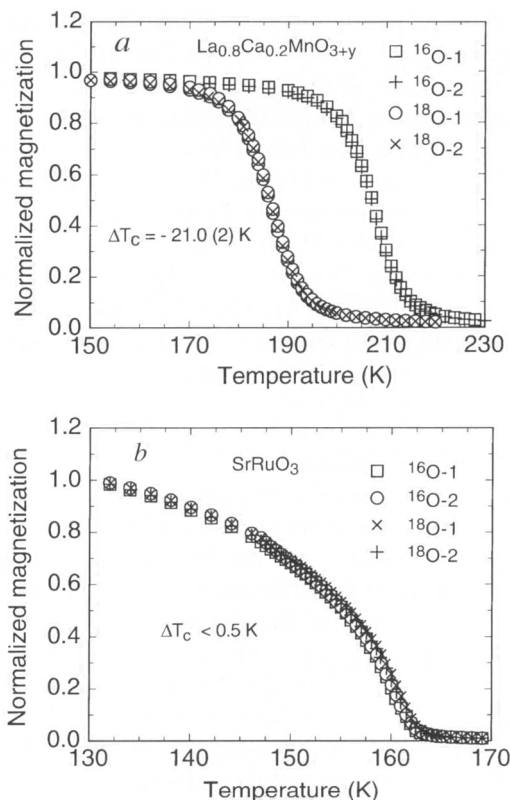 a
La₀.₈Ca₀.₂MnO₃₊y
□ ¹⁶O-1
+ ¹⁶O-2
○ ¹⁸O-1
× ¹⁸O-2
ΔTc = - 21.0 (2) K
Normalized magnetization
1.2
1.0
0.8
0.6
0.4
0.2
0.0
150 170 190 210 230
Temperature (K)
b
SrRuO₃
□ ¹⁶O-1
○ ¹⁶O-2
× ¹⁸O-1
+ ¹⁸O-2
ΔTc < 0.5 K
Normalized magnetization
1.2
1.0
0.8
0.6
0.4
0.2
0.0
130 140 150 160 170
Temperature (K)